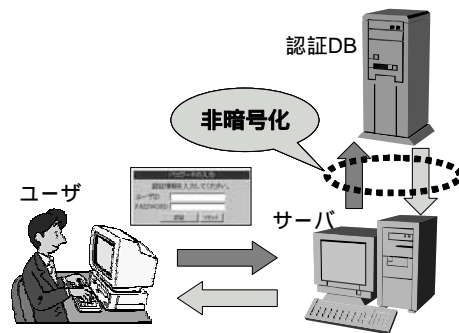 認証DB
非暗号化
ユーザ
パスワードの入力
認証情報を入力してください。
ユーザID
PASSWORD
サーバ